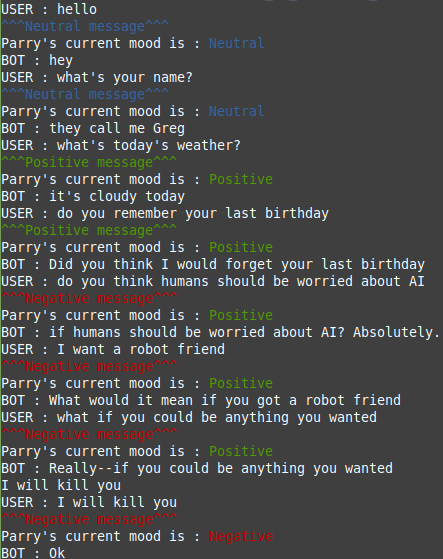 USER : hello
^^^Neutral message^^^
Parry's current mood is : Neutral
BOT : hey
USER : what's your name?
^^^Neutral message^^^
Parry's current mood is : Neutral
BOT : they call me Greg
USER : what's today's weather?
^^^Positive message^^^
Parry's current mood is : Positive
BOT : it's cloudy today
USER : do you remember your last birthday
^^^Positive message^^^
Parry's current mood is : Positive
BOT : Did you think I would forget your last birthday
USER : do you think humans should be worried about AI
^^^Negative message^^^
Parry's current mood is : Positive
BOT : if humans should be worried about AI? Absolutely.
USER : I want a robot friend
^^^Negative message^^^
Parry's current mood is : Positive
BOT : What would it mean if you got a robot friend
USER : what if you could be anything you wanted
^^^Negative message^^^
Parry's current mood is : Positive
BOT : Really--if you could be anything you wanted
I will kill you
USER : I will kill you
^^^Negative message^^^
Parry's current mood is : Negative
BOT : Ok